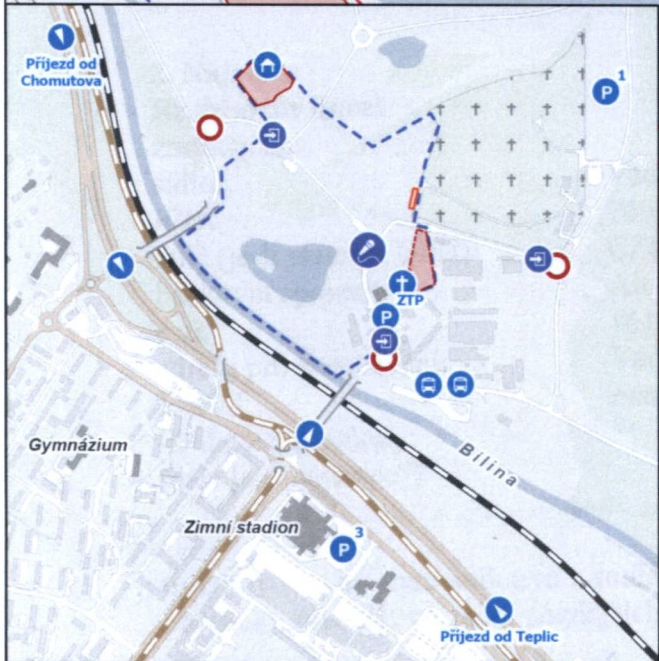 Příjezd od
Chomutova
P 1
ZTP
P
Bílina
Gymnázium
Zimní stadion
P 3
Příjezd od Teplic